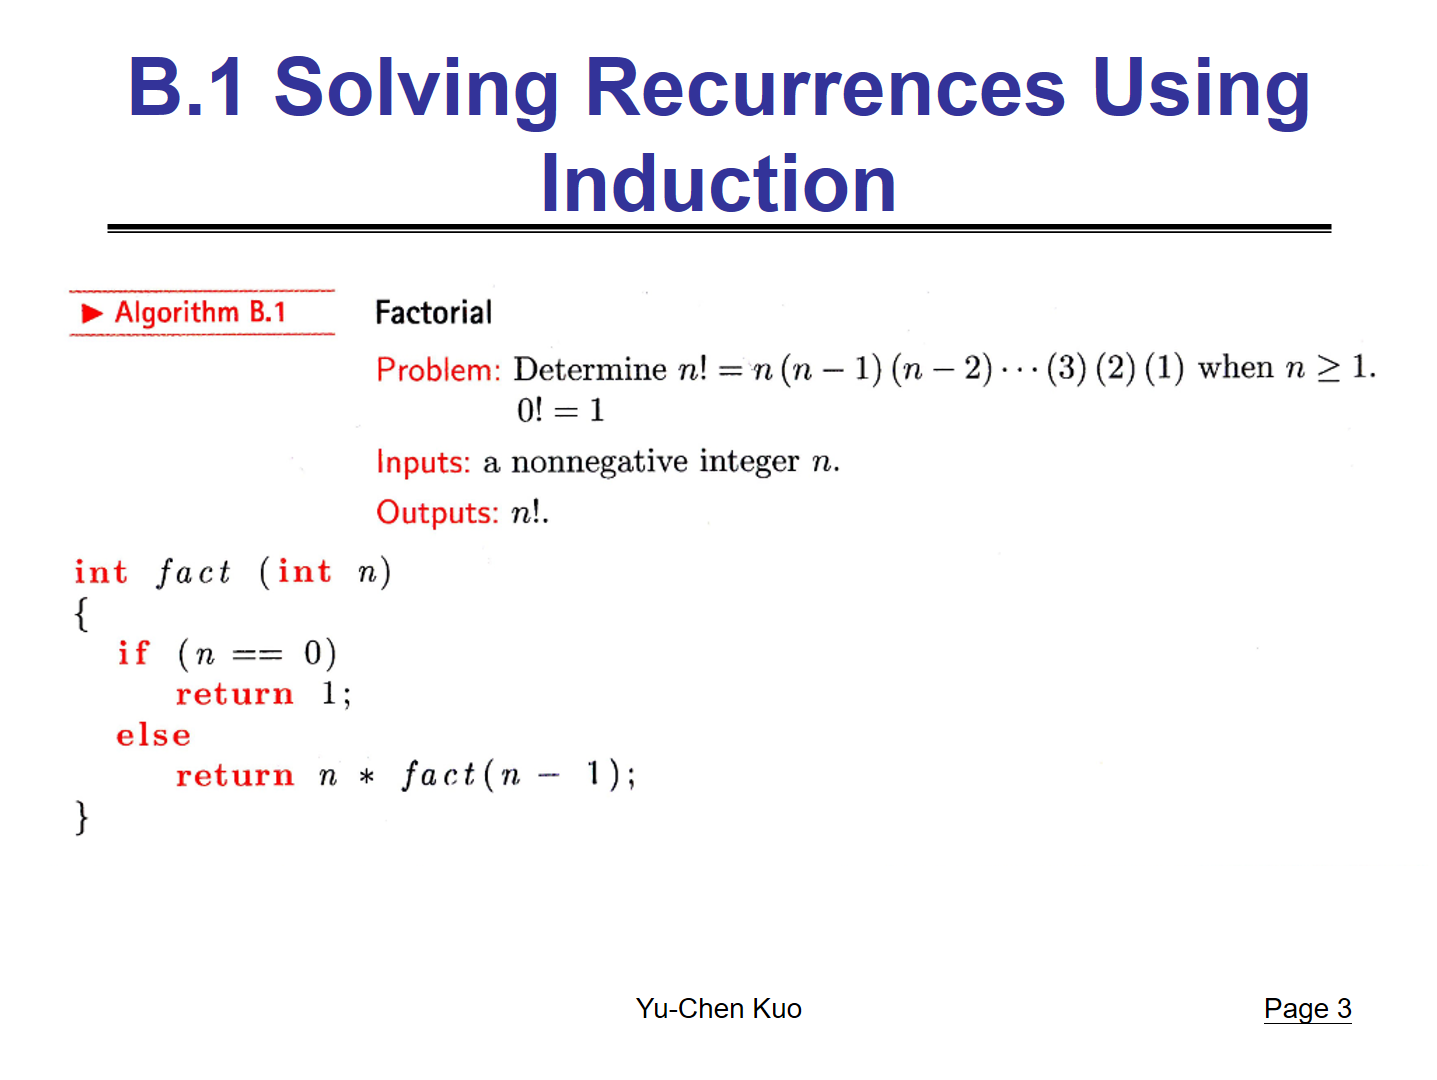 B.1 Solving Recurrences Using
Induction
▶ Algorithm B.1
Factorial
Problem: Determine n! = n (n − 1) (n − 2) ⋯ (3) (2) (1) when n ≥ 1.
0! = 1
Inputs: a nonnegative integer n.
Outputs: n!.
int fact (int n)
{
if (n == 0)
return 1;
else
return n * fact(n − 1);
}
Yu-Chen Kuo
Page 3